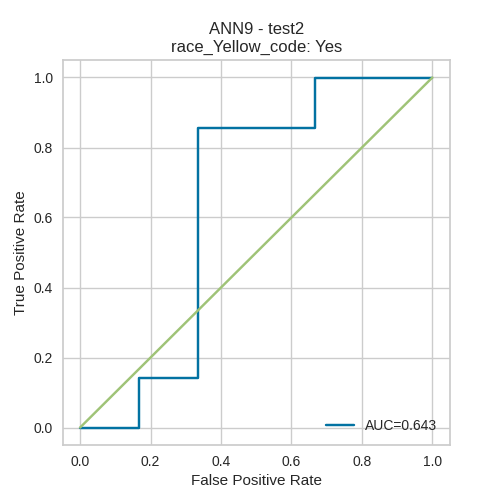 ANN9 - test2
race_Yellow_code: Yes
1.0
0.8
0.6
0.4
0.2
0.0
True Positive Rate
AUC=0.643
0.0 0.2 0.4 0.6 0.8 1.0
False Positive Rate